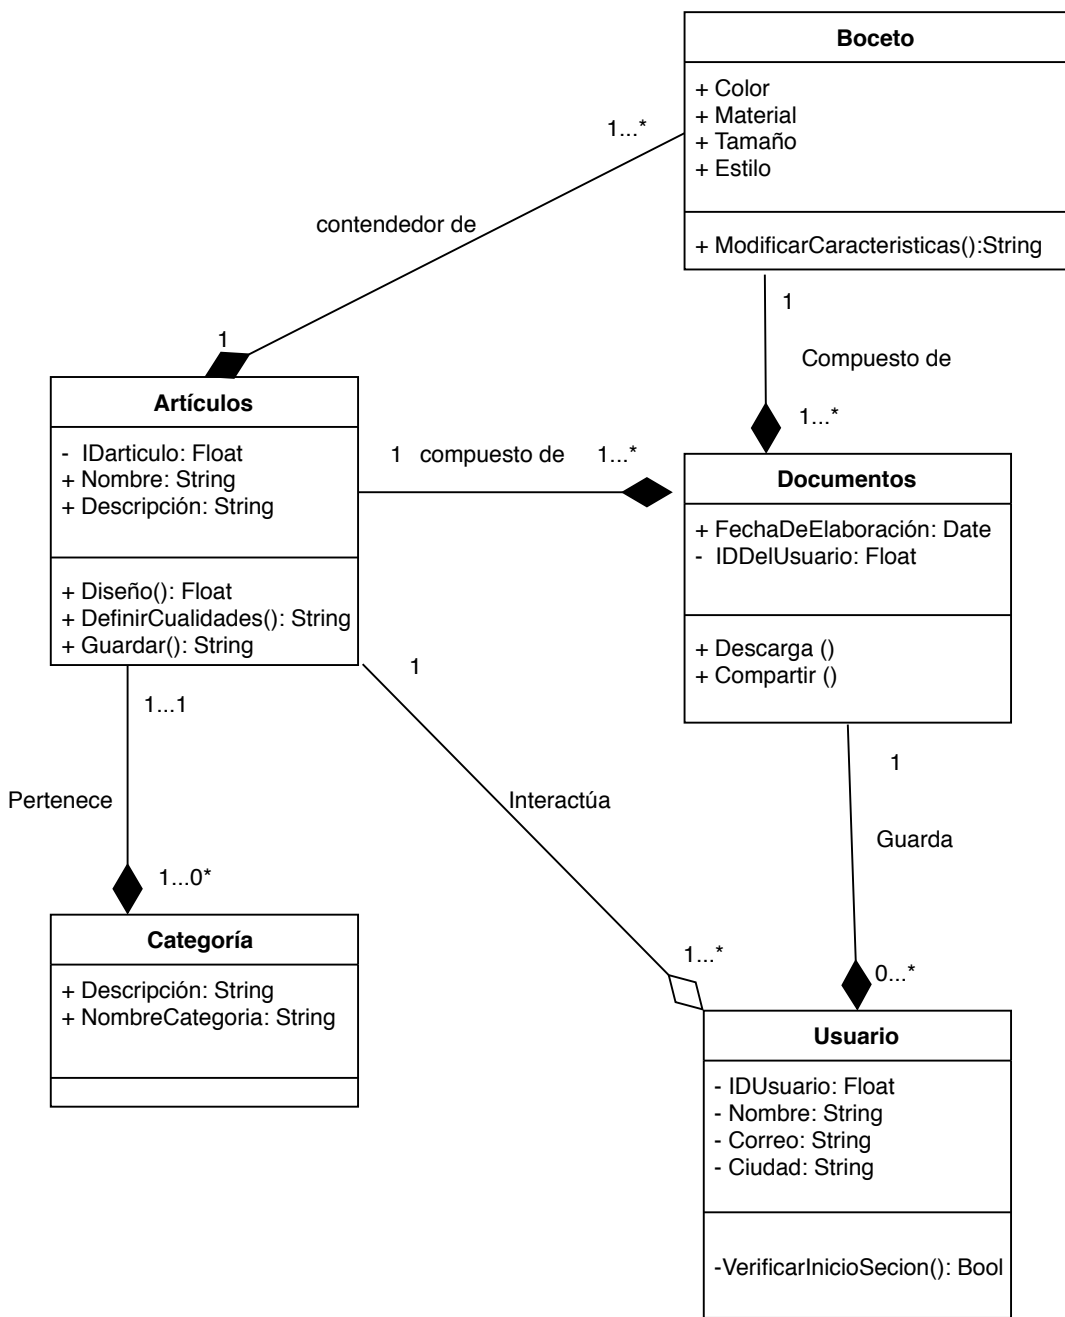 Boceto
+ Color
+ Material
+ Tamaño
+ Estilo
+ ModificarCaracteristicas():String
1...*
contendedor de
1
1
Compuesto de
1...*
Artículos
- IDarticulo: Float
+ Nombre: String
+ Descripción: String
+ Diseño(): Float
+ DefinirCualidades(): String
+ Guardar(): String
1 compuesto de 1...*
Documentos
+ FechaDeElaboración: Date
- IDDelUsuario: Float
+ Descarga ()
+ Compartir ()
1...1
Pertenece
1...0*
1
Interactúa
1...*
1
Guarda
0...*
Categoría
+ Descripción: String
+ NombreCategoria: String
Usuario
- IDUsuario: Float
- Nombre: String
- Correo: String
- Ciudad: String
-VerificarInicioSecion(): Bool